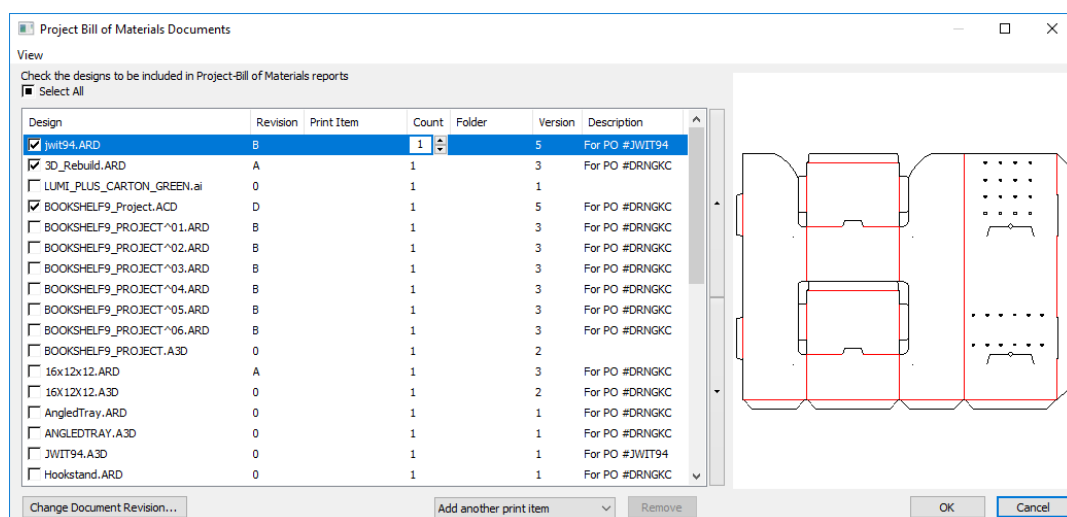 Project Bill of Materials Documents
View
Check the designs to be included in Project-Bill of Materials reports
Select All
Design Revision Print Item Count Folder Version Description
jwit94.ARD B 1 5 For PO #JWIT94
3D_Rebuild.ARD A 1 3 For PO #DRNGKC
LUMI_PLUS_CARTON_GREEN.ai 0 1 1
BOOKSHELF9_Project.ACD D 1 5 For PO #DRNGKC
BOOKSHELF9_PROJECT^01.ARD B 1 3 For PO #DRNGKC
BOOKSHELF9_PROJECT^02.ARD B 1 3 For PO #DRNGKC
BOOKSHELF9_PROJECT^03.ARD B 1 3 For PO #DRNGKC
BOOKSHELF9_PROJECT^04.ARD B 1 3 For PO #DRNGKC
BOOKSHELF9_PROJECT^05.ARD B 1 3 For PO #DRNGKC
BOOKSHELF9_PROJECT^06.ARD B 1 3 For PO #DRNGKC
BOOKSHELF9_PROJECT.A3D 0 1 2
16x12x12.ARD A 1 3 For PO #DRNGKC
16X12X12.A3D 0 1 2 For PO #DRNGKC
AngledTray.ARD 0 1 1 For PO #DRNGKC
ANGLEDTRAY.A3D 0 1 1 For PO #DRNGKC
JWIT94.A3D 0 1 1 For PO #JWIT94
Hookstand.ARD 0 1 1 For PO #DRNGKC
Change Document Revision... Add another print item Remove OK Cancel